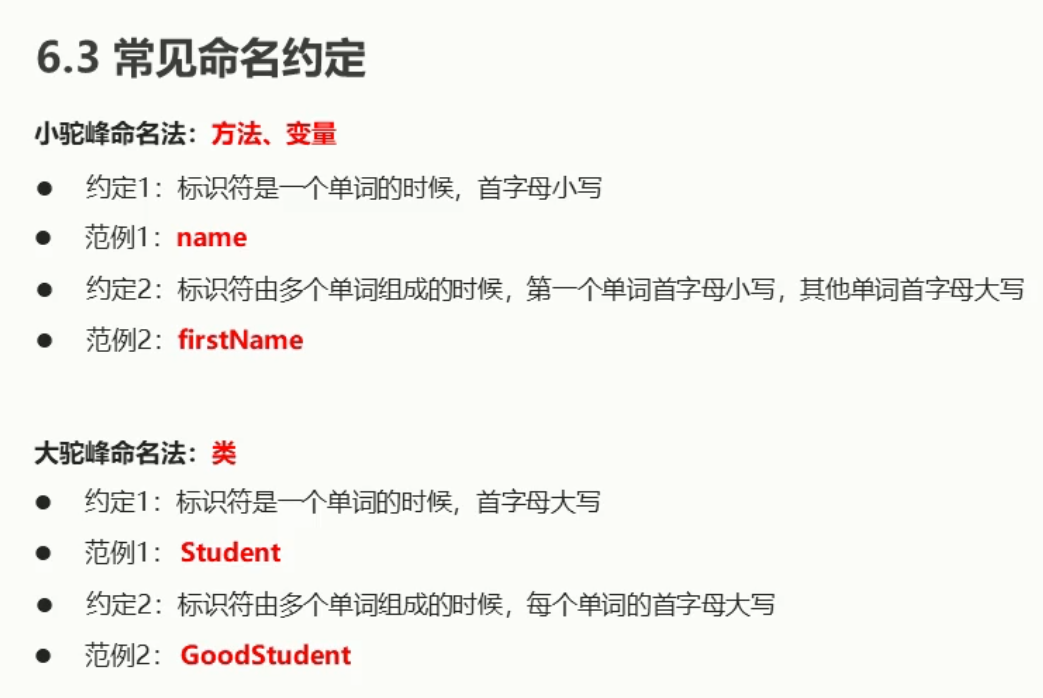 6.3 常见命名约定
小驼峰命名法：方法、变量
● 约定1：标识符是一个单词的时候，首字母小写
● 范例1：name
● 约定2：标识符由多个单词组成的时候，第一个单词首字母小写，其他单词首字母大写
● 范例2：firstName
大驼峰命名法：类
● 约定1：标识符是一个单词的时候，首字母大写
● 范例1：Student
● 约定2：标识符由多个单词组成的时候，每个单词的首字母大写
● 范例2：GoodStudent